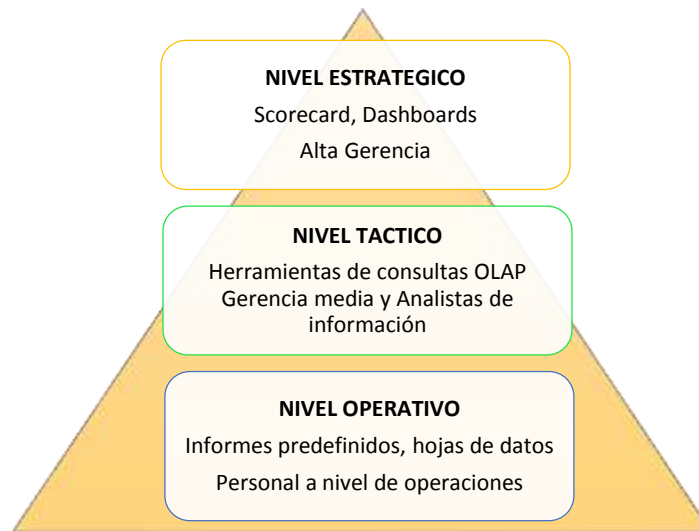 NIVEL ESTRATEGICO
Scorecard, Dashboards
Alta Gerencia
NIVEL TACTICO
Herramientas de consultas OLAP
Gerencia media y Analistas de
información
NIVEL OPERATIVO
Informes predefinidos, hojas de datos
Personal a nivel de operaciones